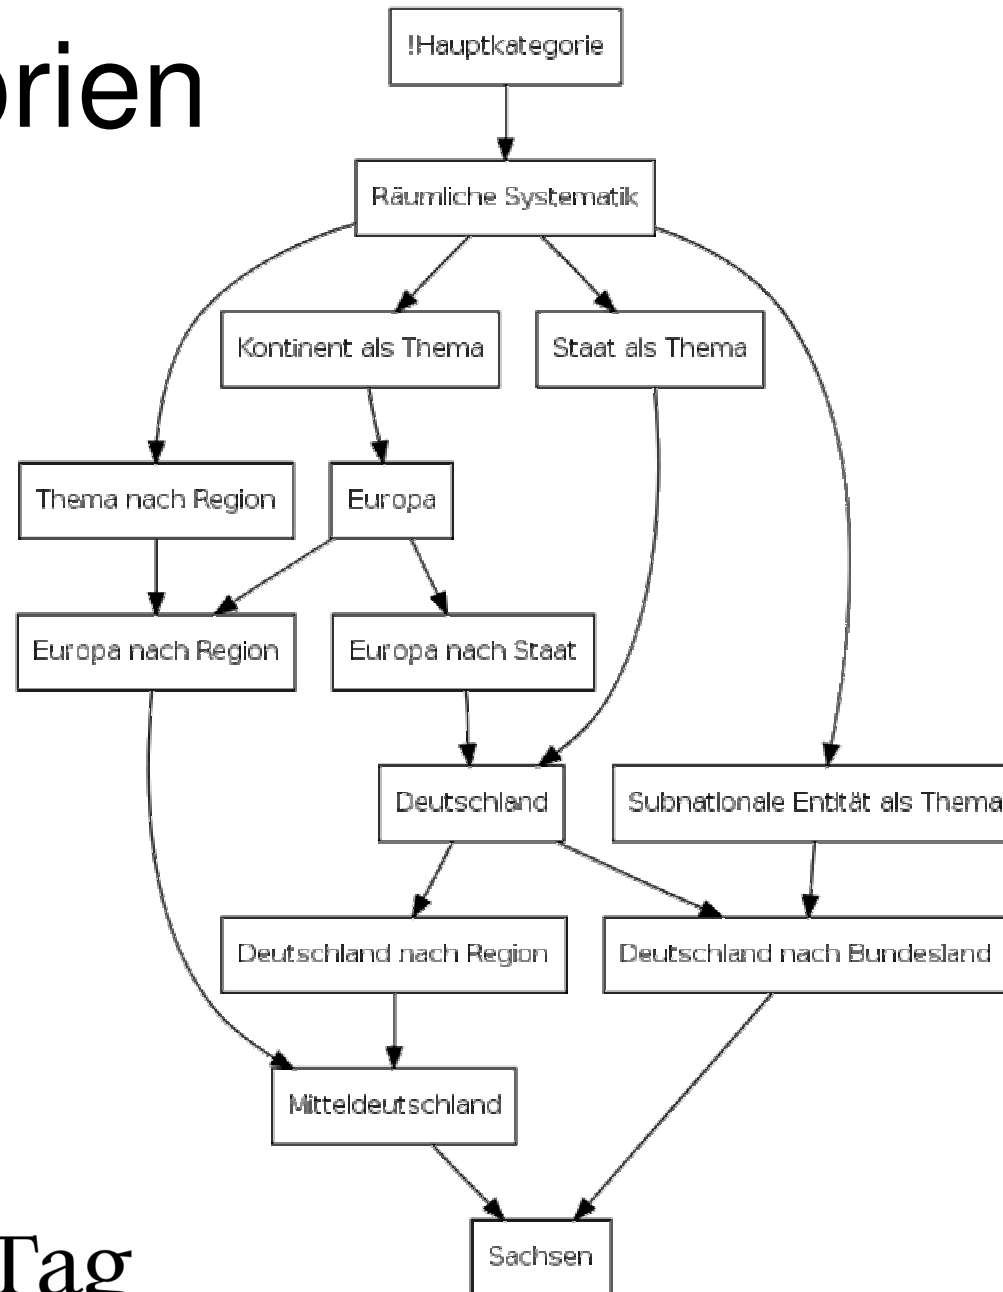 !Hauptkategorie
orien
Räumliche Systematik
Kontinent als Thema
Staat als Thema
Thema nach Region
Europa
Europa nach Region
Europa nach Staat
Deutschland
Subnationale Entität als Thema
Deutschland nach Region
Deutschland nach Bundesland
Mitteldeutschland
Sachsen
Tag